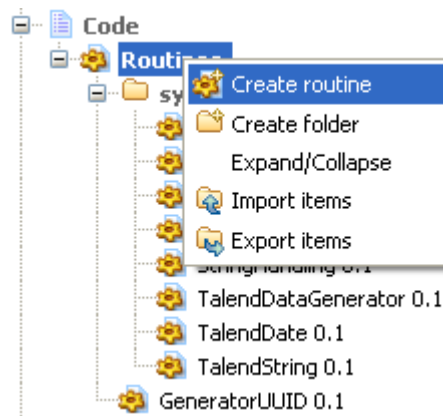 Code
Create routine
Create folder
Expand/Collapse
Import items
Export items
TalendDataGenerator 0.1
TalendDate 0.1
TalendString 0.1
GeneratorUUID 0.1